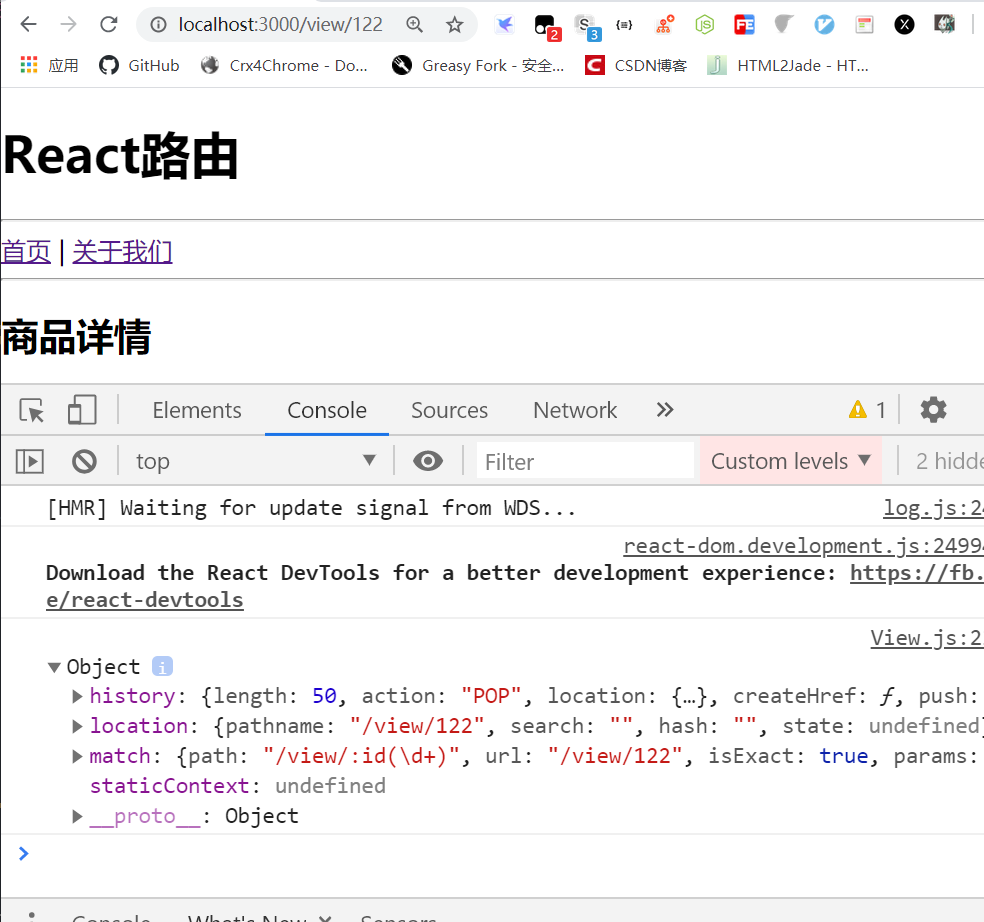 localhost:3000/view/122 2 S 3 {≡} FE X
应用 GitHub Crx4Chrome - Do... Greasy Fork - 安全... C CSDN博客 j HTML2Jade - HT...
React路由
首页 | 关于我们
商品详情
Elements Console Sources Network » 1
top ▼ Filter Custom levels ▼ 2 hidde
[HMR] Waiting for update signal from WDS... log.js:24
react-dom.development.js:24994
Download the React DevTools for a better development experience: https://fb.
e/react-devtools
View.js:2
▼Object i
▶history: {length: 50, action: "POP", location: {…}, createHref: ƒ, push:
▶location: {pathname: "/view/122", search: "", hash: "", state: undefined}
▶match: {path: "/view/:id(\d+)", url: "/view/122", isExact: true, params:
staticContext: undefined
▶__proto__: Object
>
Console What's New × Sensors